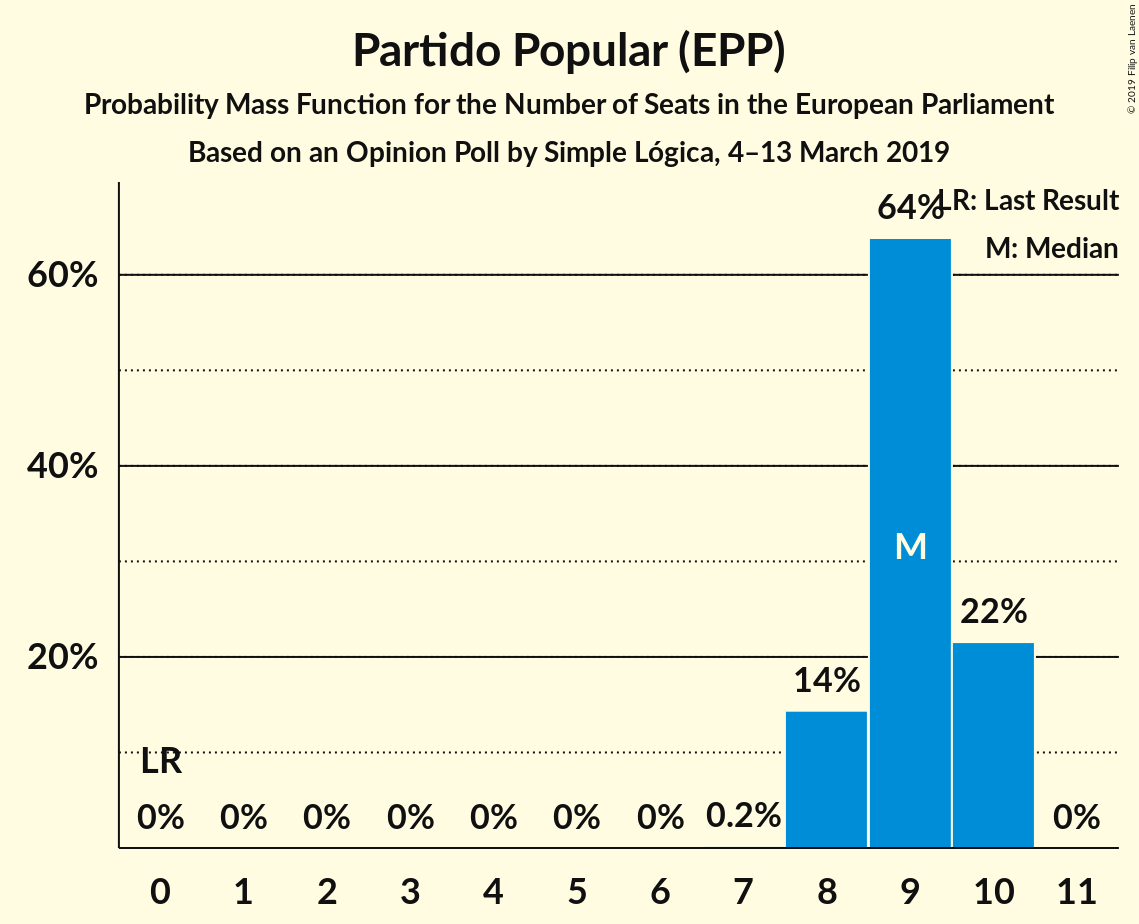 Partido Popular (EPP)
Probability Mass Function for the Number of Seats in the European Parliament
Based on an Opinion Poll by Simple Lógica, 4–13 March 2019
© 2019 Filip van Laenen
LR: Last Result
M: Median
64%
60%
40%
M
22%
20%
14%
LR
0% 0% 0% 0% 0% 0% 0% 0.2% 0%
0 1 2 3 4 5 6 7 8 9 10 11